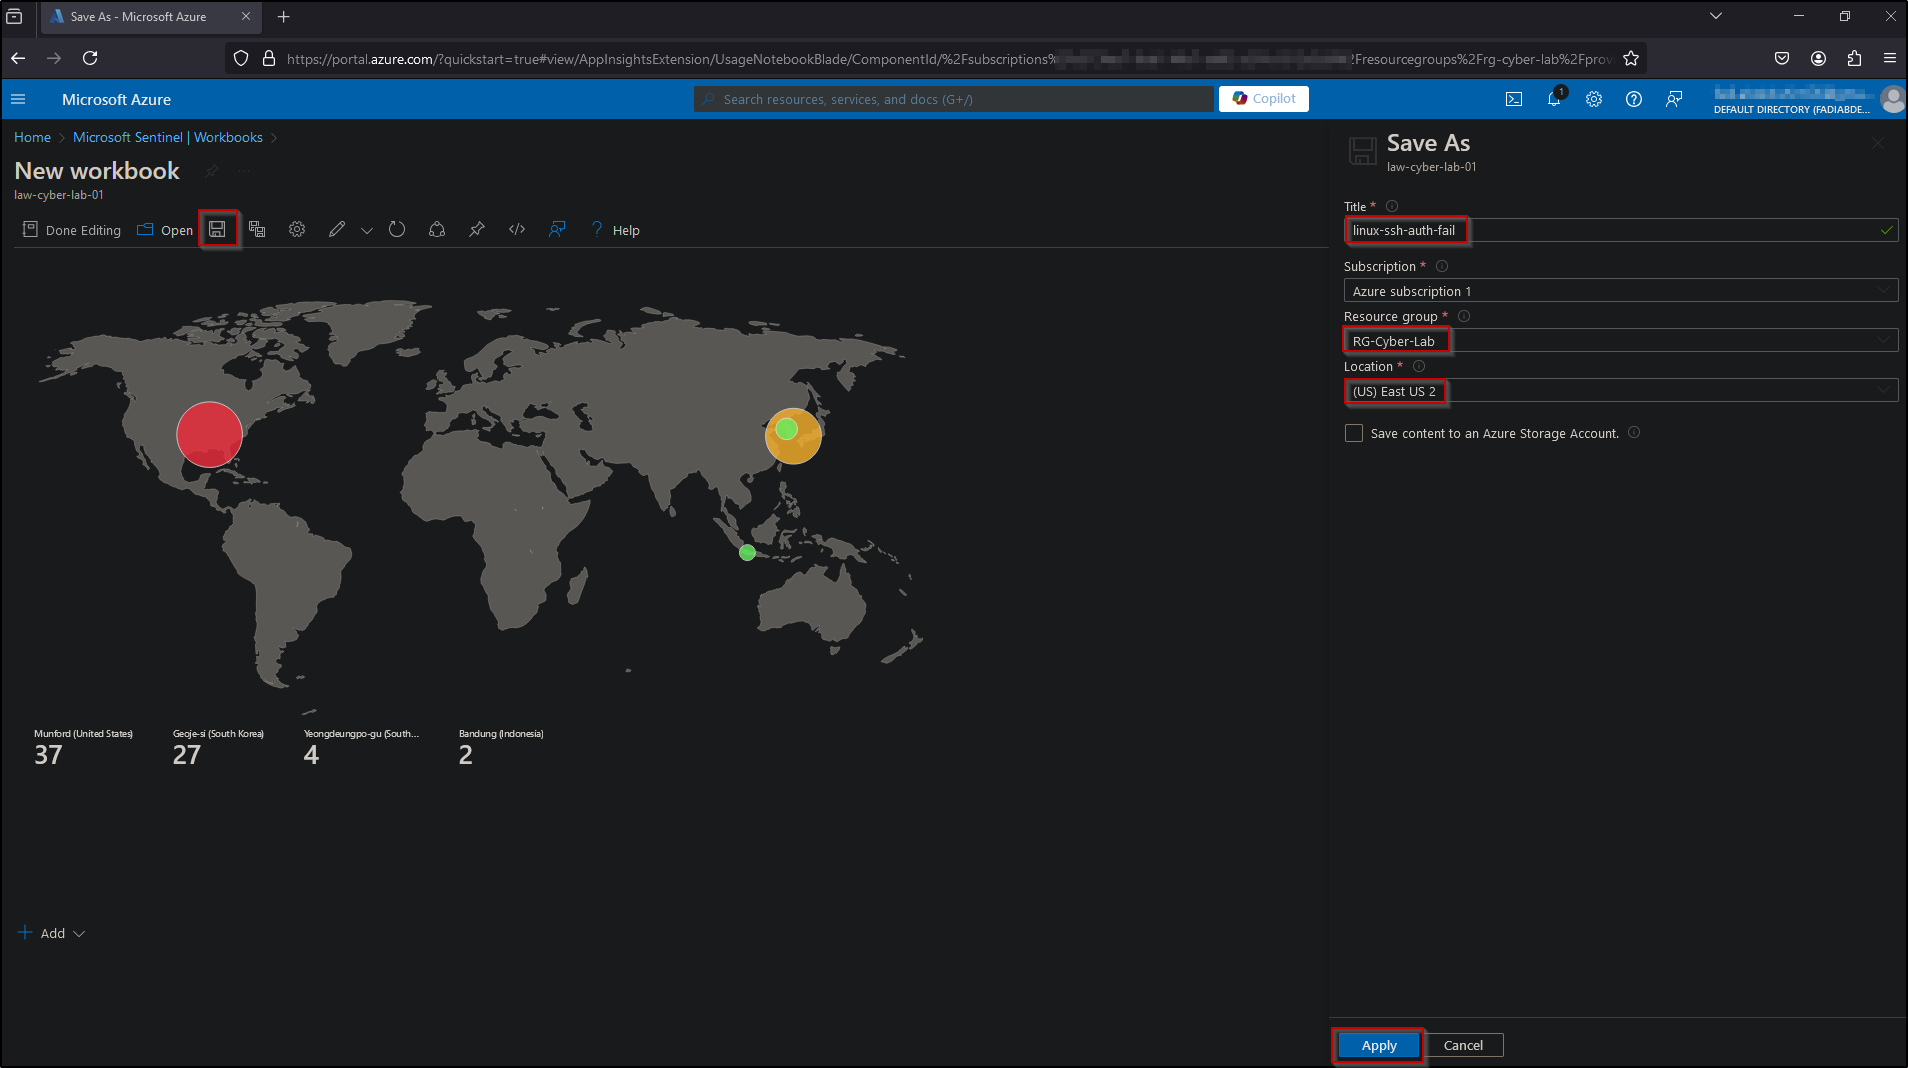 Save As - Microsoft Azure
https://portal.azure.com/?quickstart=true#view/AppInsightsExtension/UsageNotebookBlade/ComponentId/%2Fsubscriptions%
2Fresourcegroups%2Frg-cyber-lab%2Fprov
Microsoft Azure
Search resources, services, and docs (G+/)
Copilot
1
DEFAULT DIRECTORY (FADIABDE...
Home > Microsoft Sentinel | Workbooks >
New workbook
law-cyber-lab-01
Done Editing
Open
Help
Munford (United States)
37
Geoje-si (South Korea)
27
Yeongdeungpo-gu (South...
4
Bandung (Indonesia)
2
Add
Save As
law-cyber-lab-01
Title *
linux-ssh-auth-fail
Subscription *
Azure subscription 1
Resource group *
RG-Cyber-Lab
Location *
(US) East US 2
Save content to an Azure Storage Account.
Apply
Cancel